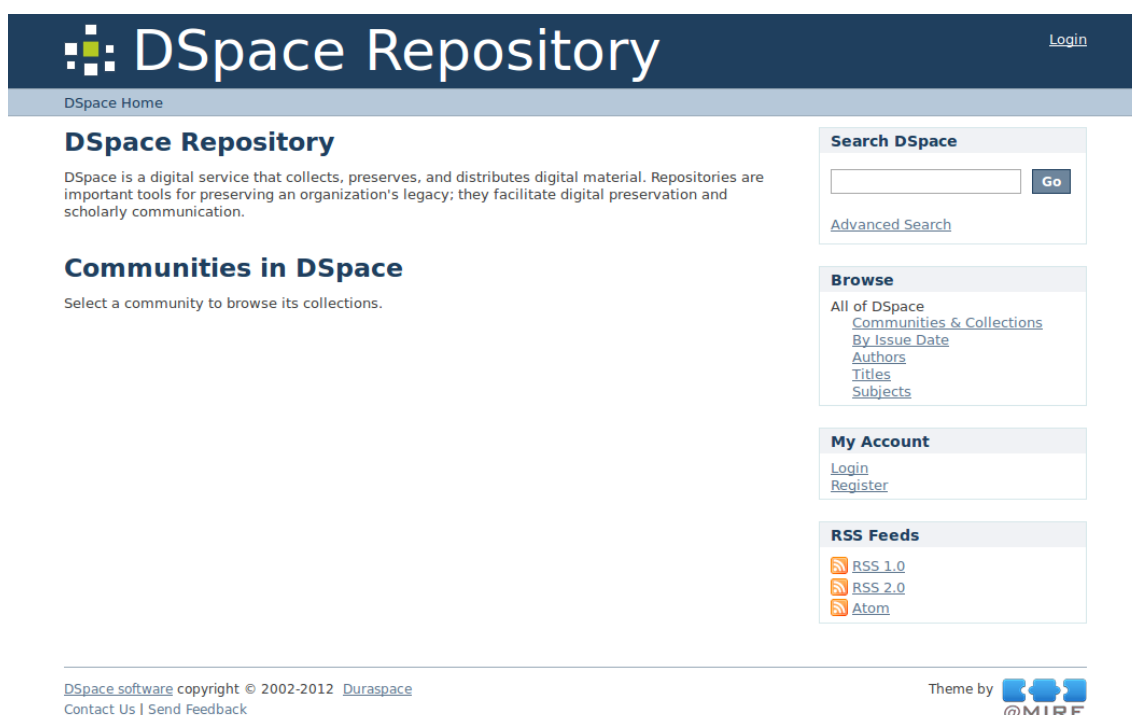 DSpace Repository
Login
DSpace Home
DSpace Repository
DSpace is a digital service that collects, preserves, and distributes digital material. Repositories are
important tools for preserving an organization's legacy; they facilitate digital preservation and
scholarly communication.
Communities in DSpace
Select a community to browse its collections.
Search DSpace
Go
Advanced Search
Browse
All of DSpace
Communities & Collections
By Issue Date
Authors
Titles
Subjects
My Account
Login
Register
RSS Feeds
RSS 1.0
RSS 2.0
Atom
DSpace software copyright © 2002-2012 Duraspace
Contact Us | Send Feedback
Theme by
@MIRE